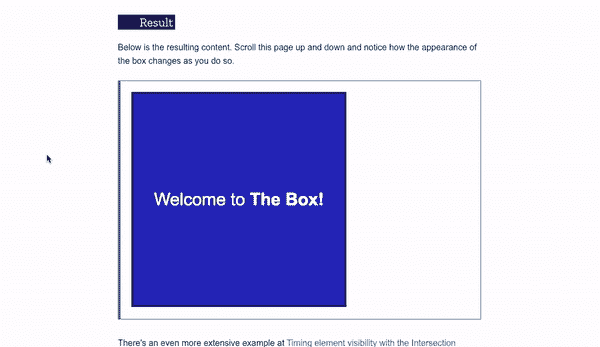 Result
Below is the resulting content. Scroll this page up and down and notice how the appearance of
the box changes as you do so.
Welcome to The Box!
There's an even more extensive example at Timing element visibility with the Intersection